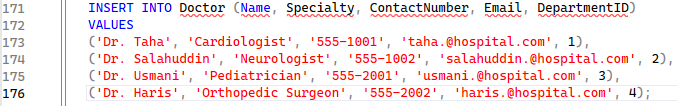 171 INSERT INTO Doctor (Name, Specialty, ContactNumber, Email, DepartmentID)
172 VALUES
173 ('Dr. Taha', 'Cardiologist', '555-1001', 'taha.@hospital.com', 1),
174 ('Dr. Salahuddin', 'Neurologist', '555-1002', 'salahuddin.@hospital.com', 2),
175 ('Dr. Usmani', 'Pediatrician', '555-2001', 'usmani.@hospital.com', 3),
176 ('Dr. Haris', 'Orthopedic Surgeon', '555-2002', 'haris.@hospital.com', 4);